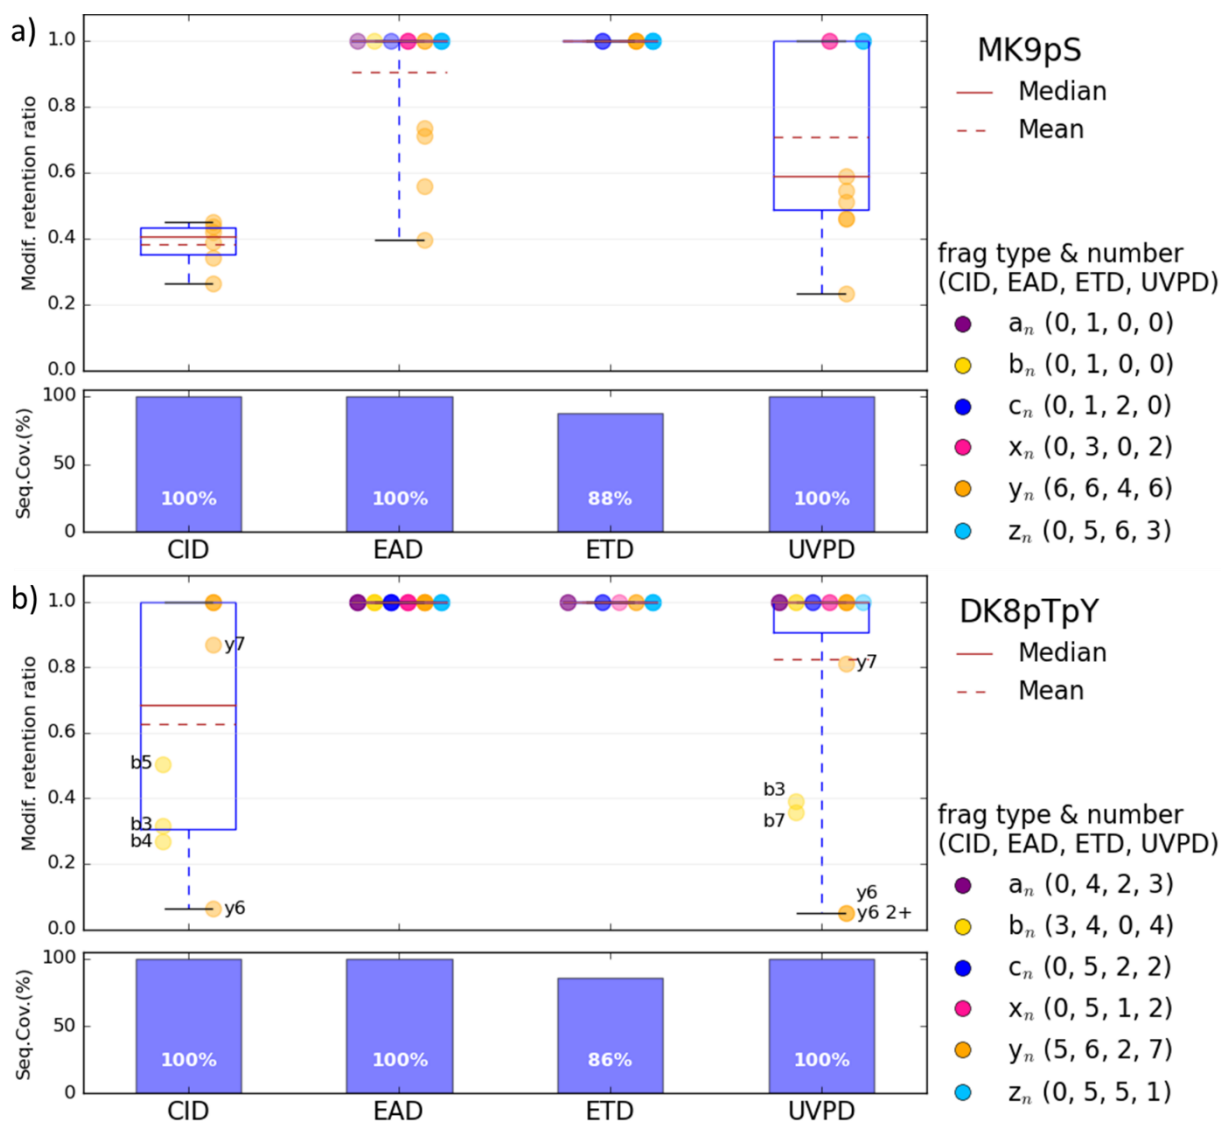 a)
Modif. retention ratio
1.0
0.8
0.6
0.4
0.2
0.0
MK9pS
Median
Mean
frag type & number
(CID, EAD, ETD, UVPD)
aₙ (0, 1, 0, 0)
bₙ (0, 1, 0, 0)
cₙ (0, 1, 2, 0)
xₙ (0, 3, 0, 2)
yₙ (6, 6, 4, 6)
zₙ (0, 5, 6, 3)
Seq.Cov.(%)
100
50
0
100% 100% 88% 100%
CID EAD ETD UVPD
b)
Modif. retention ratio
1.0
0.8
0.6
0.4
0.2
0.0
y7
b5
b3
b4
y6
y7
b3
b7
y6
y6 2+
DK8pTpY
Median
Mean
frag type & number
(CID, EAD, ETD, UVPD)
aₙ (0, 4, 2, 3)
bₙ (3, 4, 0, 4)
cₙ (0, 5, 2, 2)
xₙ (0, 5, 1, 2)
yₙ (5, 6, 2, 7)
zₙ (0, 5, 5, 1)
Seq.Cov.(%)
100
50
0
100% 100% 86% 100%
CID EAD ETD UVPD